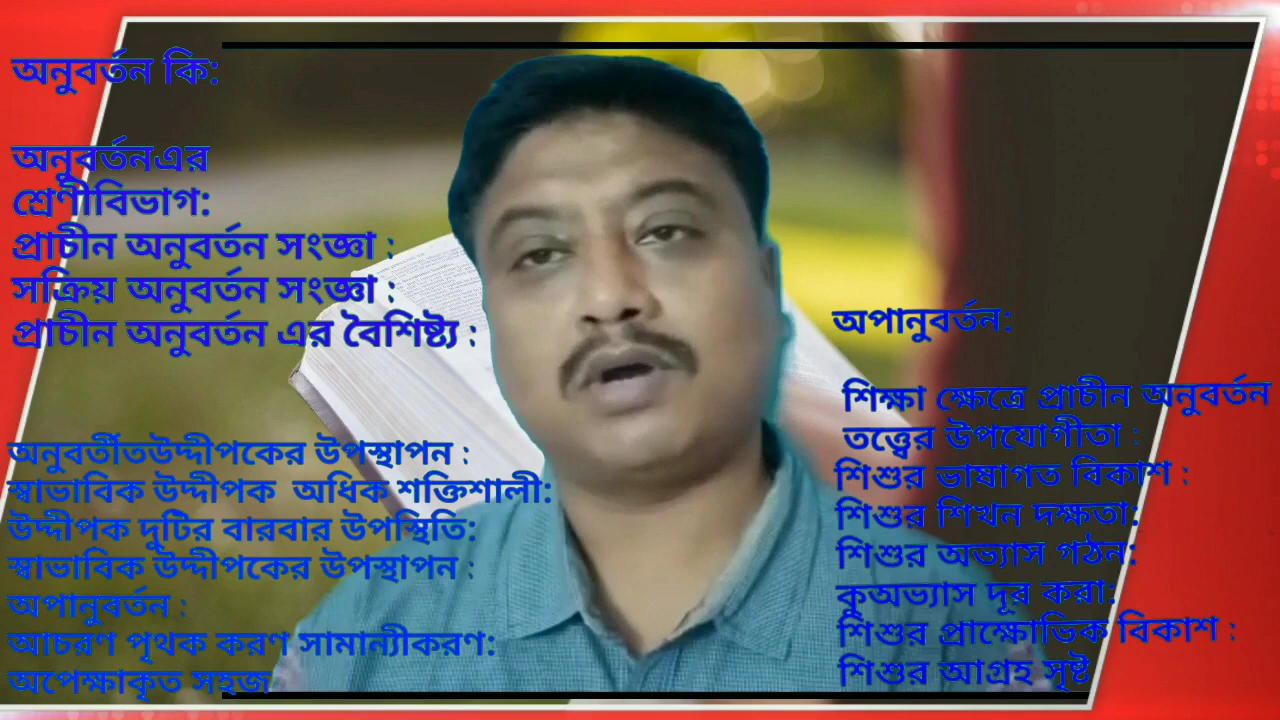 অনুবর্তন কি:
অনুবর্তনএর
শ্রেণীবিভাগ:
প্রাচীন অনুবর্তন সংজ্ঞা :
সক্রিয় অনুবর্তন সংজ্ঞা :
প্রাচীন অনুবর্তন এর বৈশিষ্ট্য :
অনুবর্তীতউদ্দীপকের উপস্থাপন :
স্বাভাবিক উদ্দীপক অধিক শক্তিশালী:
উদ্দীপক দুটির বারবার উপস্থিতি:
স্বাভাবিক উদ্দীপকের উপস্থাপন :
অপানুবর্তন :
আচরণ পৃথক করণ সামান্যীকরণ:
অপেক্ষাকৃত সহজ
অপানুবর্তন:
শিক্ষা ক্ষেত্রে প্রাচীন অনুবর্তন
তত্ত্বের উপযোগীতা :
শিশুর ভাষাগত বিকাশ :
শিশুর শিখন দক্ষতা:
শিশুর অভ্যাস গঠন:
কুঅভ্যাস দূর করা:
শিশুর প্রাক্ষোভিক বিকাশ :
শিশুর আগ্রহ সৃষ্ট